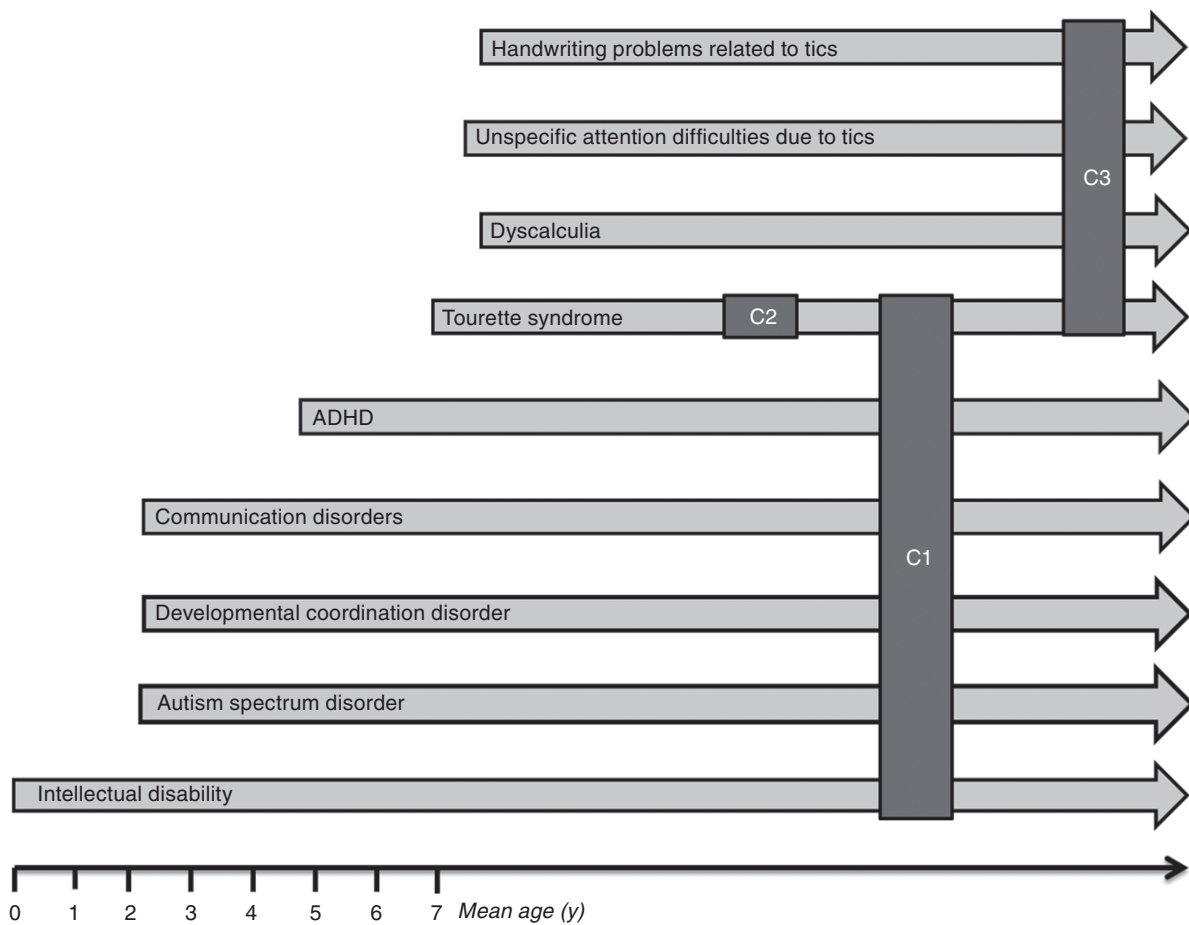 Handwriting problems related to tics
Unspecific attention difficulties due to tics
C3
Dyscalculia
Tourette syndrome
C2
ADHD
Communication disorders
C1
Developmental coordination disorder
Autism spectrum disorder
Intellectual disability
0 1 2 3 4 5 6 7 Mean age (y)